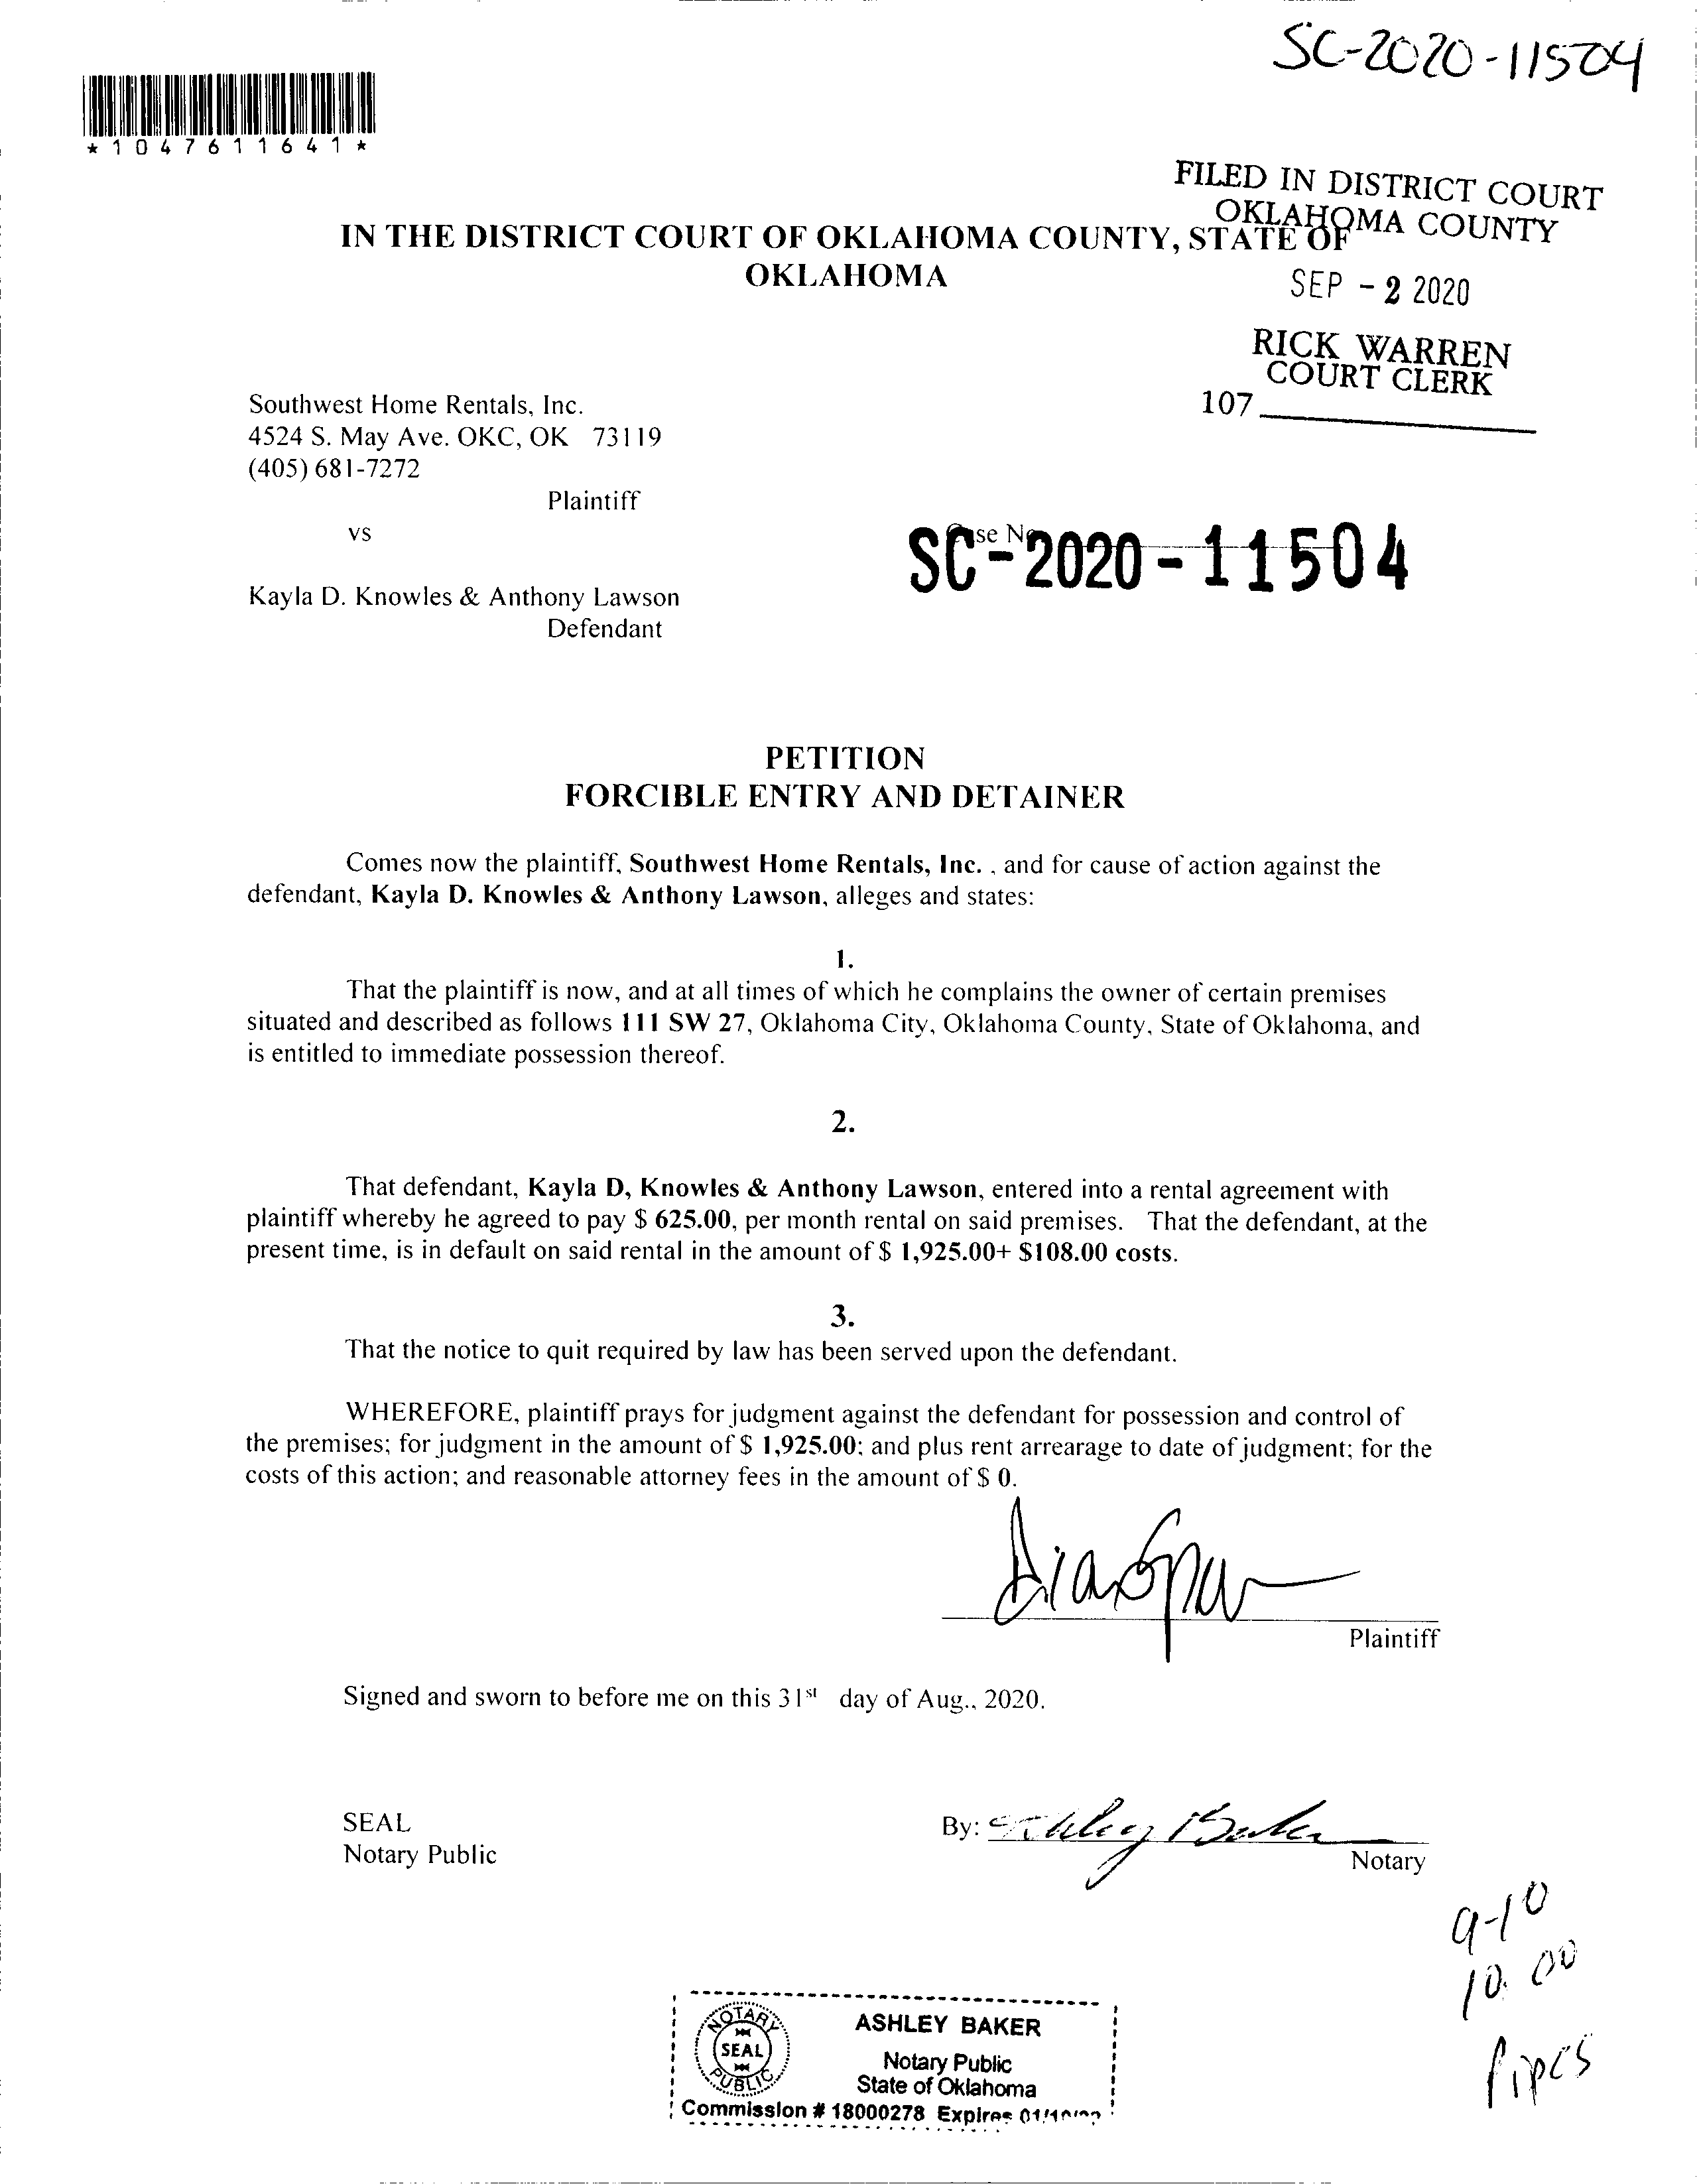 SC-2020-11504
*1047611641*
FILED IN DISTRICT COURT
OKLAHOMA COUNTY
IN THE DISTRICT COURT OF OKLAHOMA COUNTY, STATE OF
OKLAHOMA
SEP - 2 2020
RICK WARREN
COURT CLERK
107
Southwest Home Rentals, Inc.
4524 S. May Ave. OKC, OK 73119
(405) 681-7272
Plaintiff
vs
Case No
SC-2020-11504
Kayla D. Knowles & Anthony Lawson
Defendant
PETITION
FORCIBLE ENTRY AND DETAINER
Comes now the plaintiff, Southwest Home Rentals, Inc. , and for cause of action against the
defendant, Kayla D. Knowles & Anthony Lawson, alleges and states:
1.
That the plaintiff is now, and at all times of which he complains the owner of certain premises
situated and described as follows 111 SW 27, Oklahoma City, Oklahoma County, State of Oklahoma, and
is entitled to immediate possession thereof.
2.
That defendant, Kayla D, Knowles & Anthony Lawson, entered into a rental agreement with
plaintiff whereby he agreed to pay $ 625.00, per month rental on said premises. That the defendant, at the
present time, is in default on said rental in the amount of $ 1,925.00+ $108.00 costs.
3.
That the notice to quit required by law has been served upon the defendant.
WHEREFORE, plaintiff prays for judgment against the defendant for possession and control of
the premises; for judgment in the amount of $ 1,925.00; and plus rent arrearage to date of judgment; for the
costs of this action; and reasonable attorney fees in the amount of $ 0.
Plaintiff
Signed and sworn to before me on this 31st day of Aug., 2020.
SEAL
Notary Public
By: Ashley Baker
Notary
9-10
10:00
Pipes
NOTARY
SEAL
PUBLIC
ASHLEY BAKER
Notary Public
State of Oklahoma
Commission # 18000278 Expires